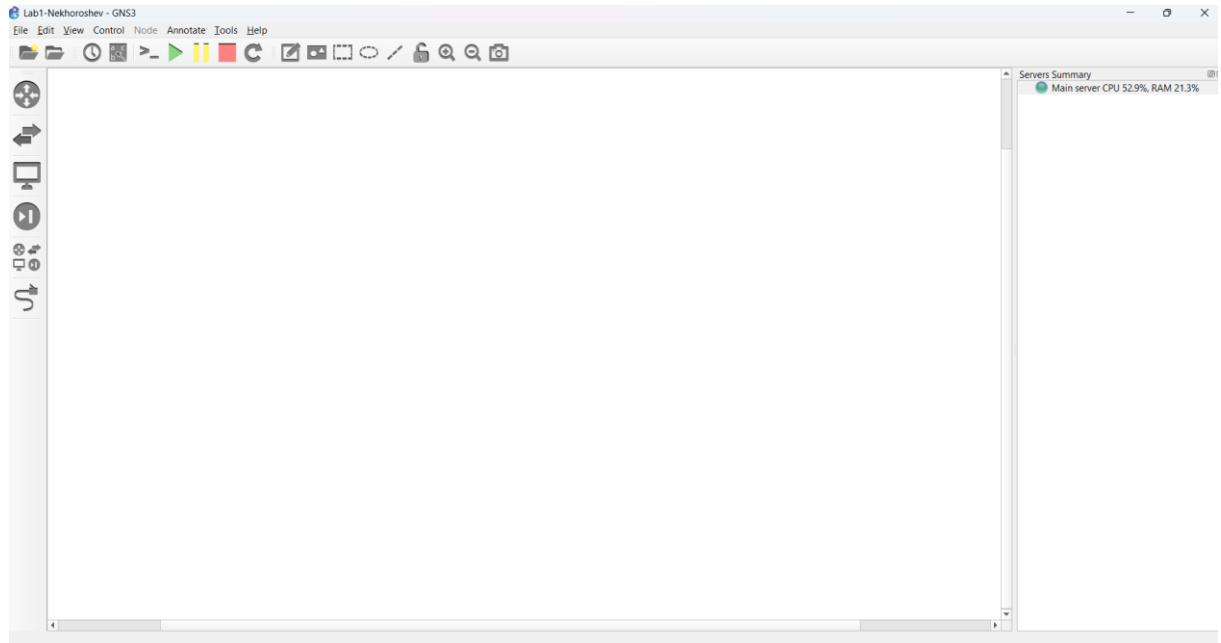 Lab1-Nekhoroshev - GNS3
File Edit View Control Node Annotate Tools Help
Servers Summary
Main server CPU 52.9%, RAM 21.3%